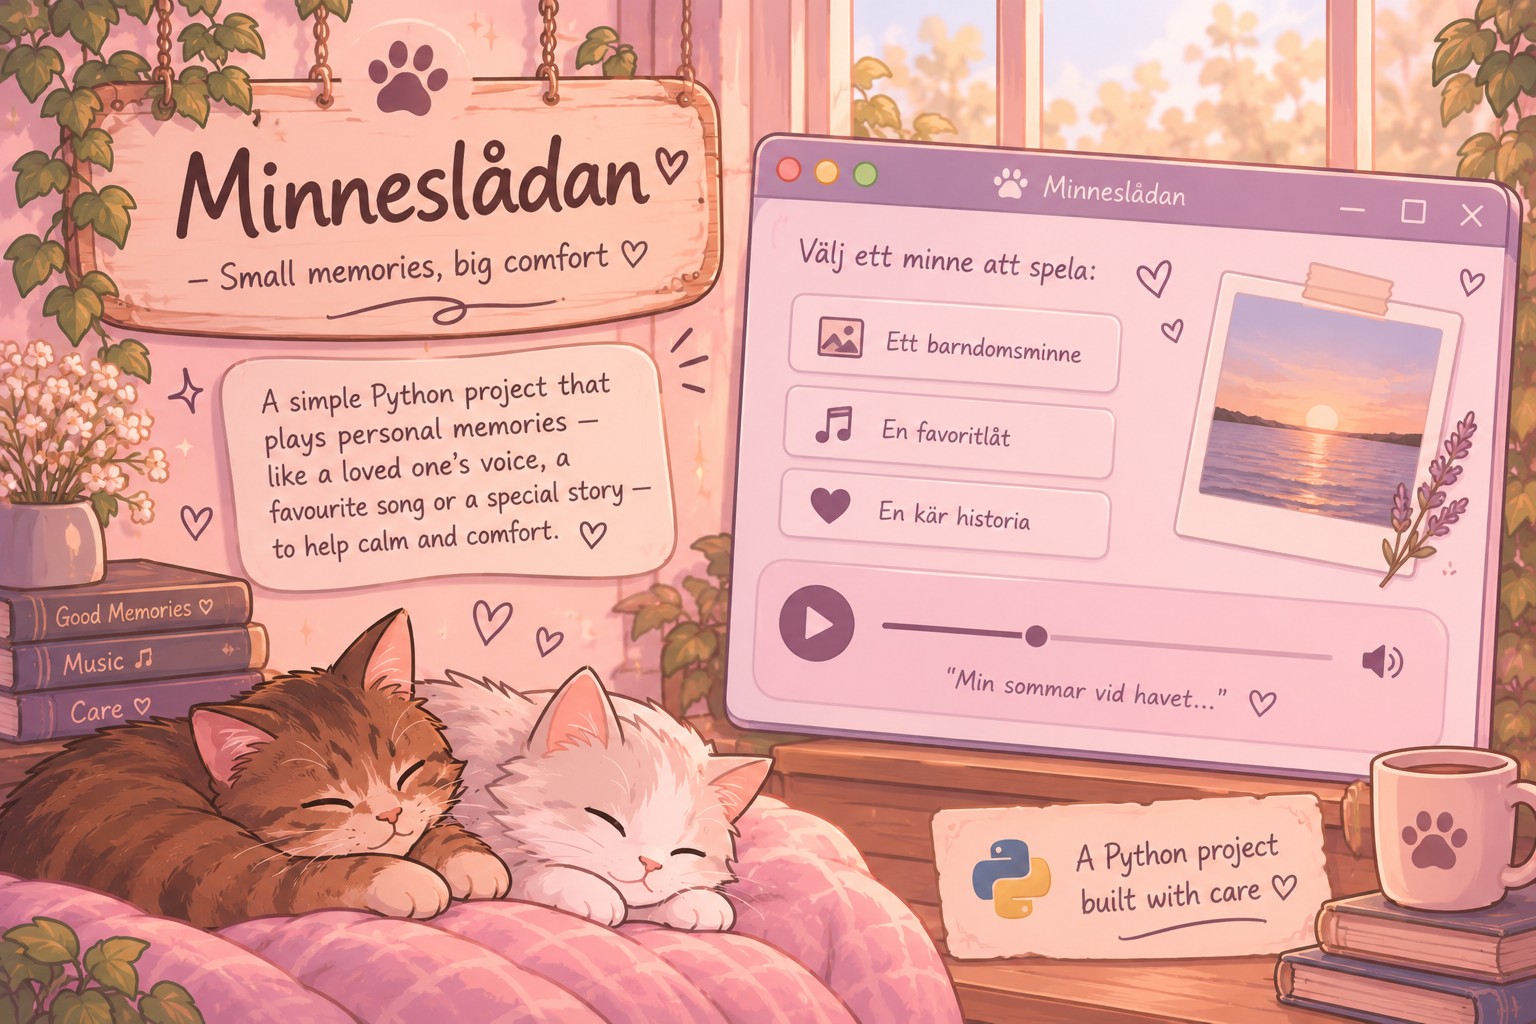 Minneslådan
– Small memories, big comfort
A simple Python project that
plays personal memories –
like a loved one's voice, a
favourite song or a special story –
to help calm and comfort.
Good Memories
Music
Care
Minneslådan
Välj ett minne att spela:
Ett barndomsminne
En favoritlåt
En kär historia
"Min sommar vid havet..."
A Python project
built with care